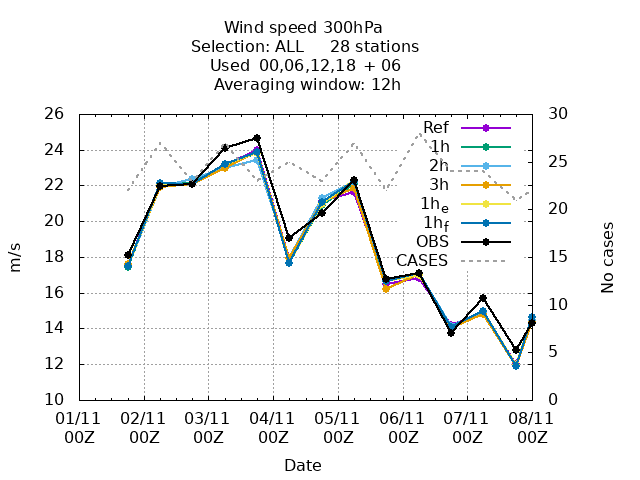 Wind speed 300hPa
Selection: ALL 28 stations
Used 00,06,12,18 + 06
Averaging window: 12h
26
24
22
20
18
16
14
12
10
m/s
30
25
20
15
10
5
0
No cases
Ref
1h
2h
3h
1he
1hf
OBS
CASES
01/11 02/11 03/11 04/11 05/11 06/11 07/11 08/11
00Z 00Z 00Z 00Z 00Z 00Z 00Z 00Z
Date